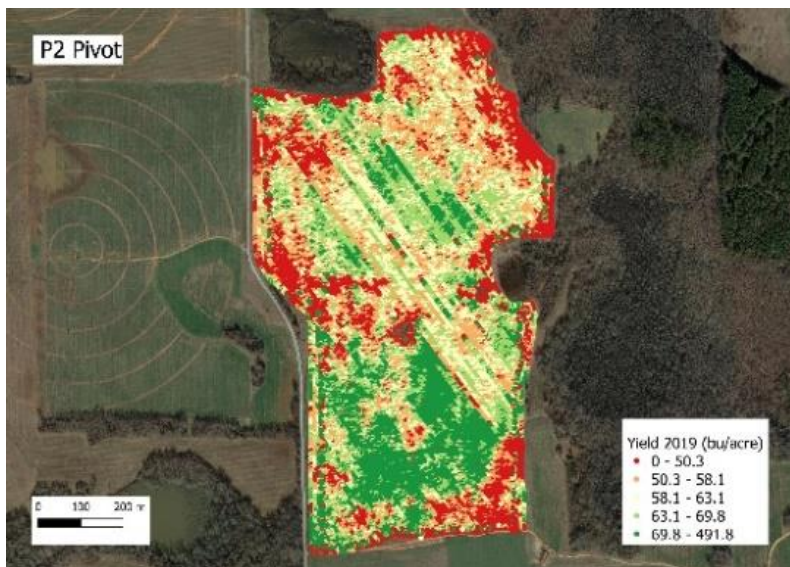 P2 Pivot
Yield 2019 (bu/acre)
0 - 50.3
50.3 - 58.1
58.1 - 63.1
63.1 - 69.8
69.8 - 491.8
0 100 200 m